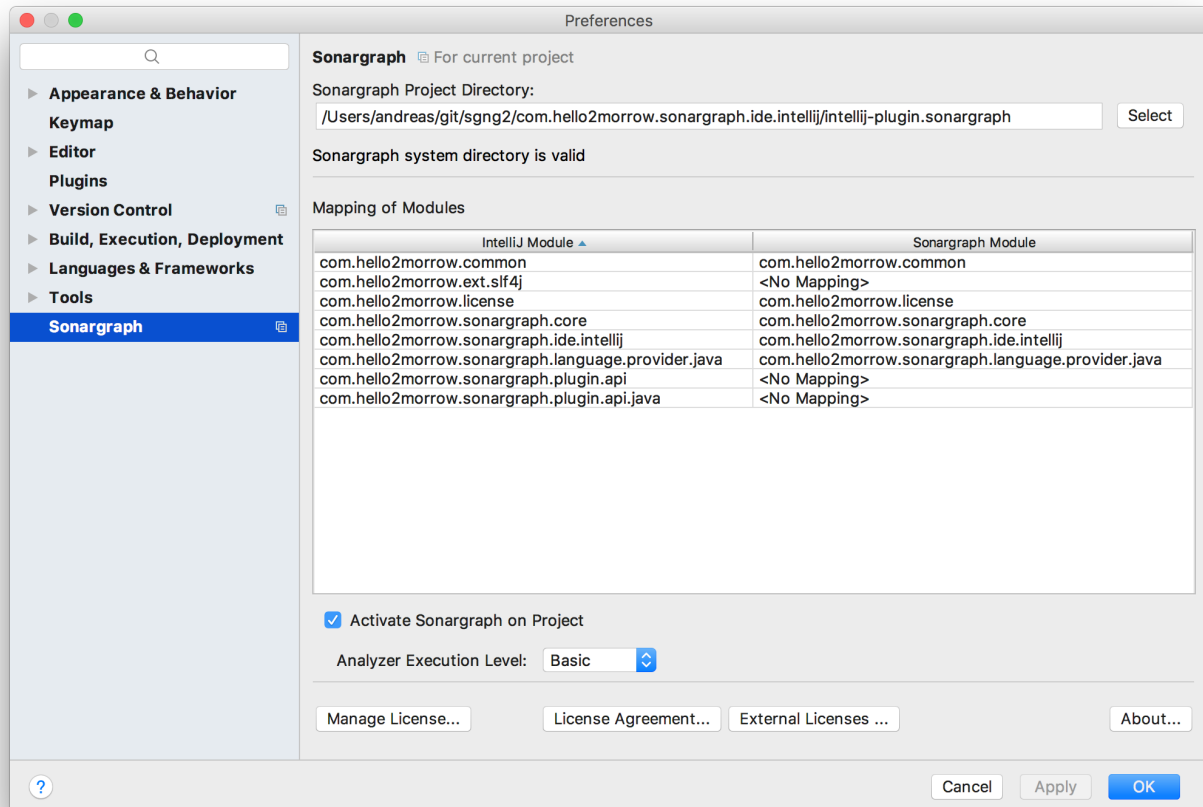 Preferences
Appearance & Behavior
Keymap
Editor
Plugins
Version Control
Build, Execution, Deployment
Languages & Frameworks
Tools
Sonargraph
Sonargraph For current project
Sonargraph Project Directory:
/Users/andreas/git/sgng2/com.hello2morrow.sonargraph.ide.intellij/intellij-plugin.sonargraph Select
Sonargraph system directory is valid
Mapping of Modules
IntelliJ Module Sonargraph Module
com.hello2morrow.common com.hello2morrow.common
com.hello2morrow.ext.slf4j <No Mapping>
com.hello2morrow.license com.hello2morrow.license
com.hello2morrow.sonargraph.core com.hello2morrow.sonargraph.core
com.hello2morrow.sonargraph.ide.intellij com.hello2morrow.sonargraph.ide.intellij
com.hello2morrow.sonargraph.language.provider.java com.hello2morrow.sonargraph.language.provider.java
com.hello2morrow.sonargraph.plugin.api <No Mapping>
com.hello2morrow.sonargraph.plugin.api.java <No Mapping>
Activate Sonargraph on Project
Analyzer Execution Level: Basic
Manage License... License Agreement... External Licenses ... About...
? Cancel Apply OK